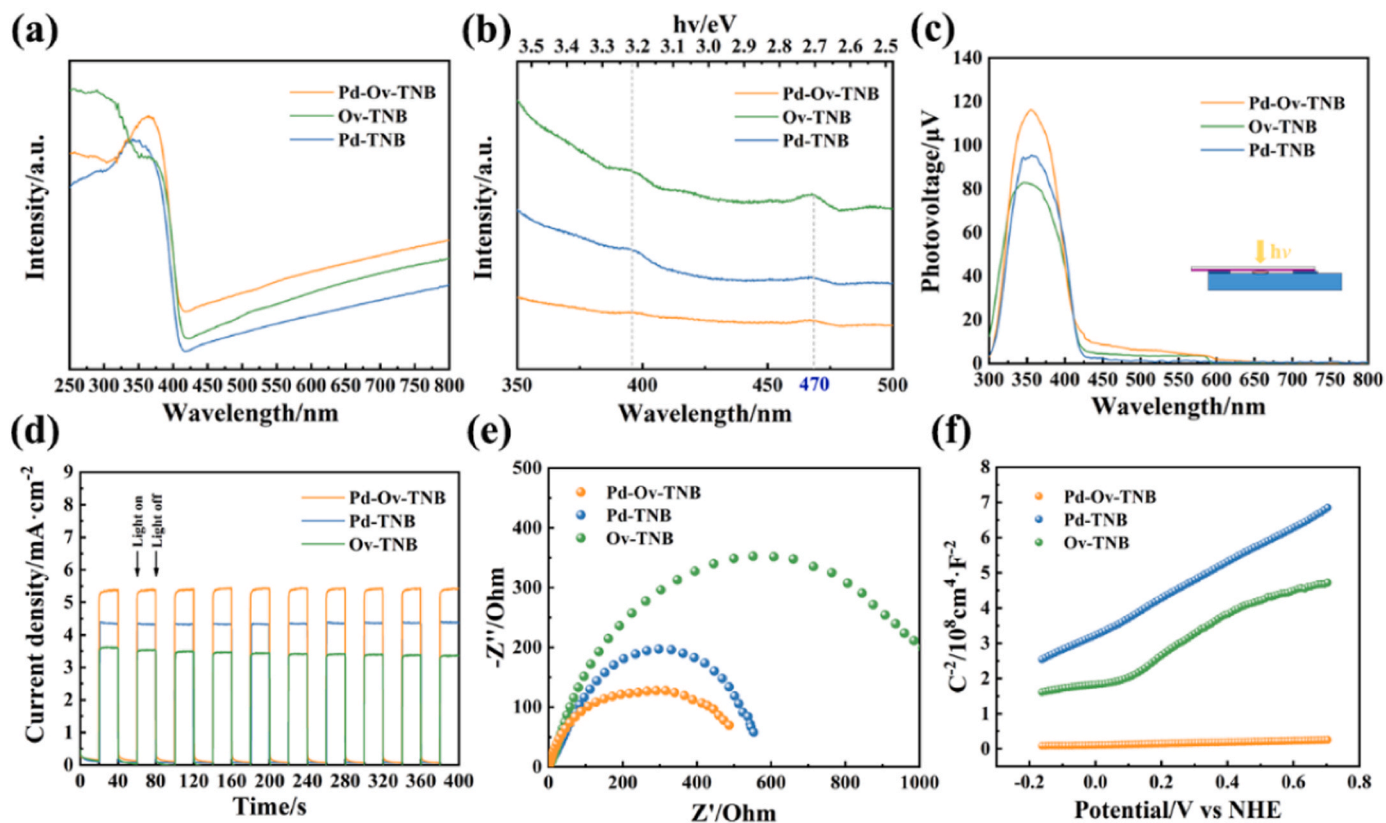 (a)
Intensity/a.u.
Pd-Ov-TNB
Ov-TNB
Pd-TNB
250 300 350 400 450 500 550 600 650 700 750 800
Wavelength/nm
(b)
hν/eV
3.5 3.4 3.3 3.2 3.1 3.0 2.9 2.8 2.7 2.6 2.5
Intensity/a.u.
Pd-Ov-TNB
Ov-TNB
Pd-TNB
350 400 450 470 500
Wavelength/nm
(c)
Photovoltage/μV
140
120
100
80
60
40
20
0
Pd-Ov-TNB
Ov-TNB
Pd-TNB
hν
300 350 400 450 500 550 600 650 700 750 800
Wavelength/nm
(d)
Current density/mA·cm⁻²
9
8
7
6
5
4
3
2
1
0
Light on
Light off
Pd-Ov-TNB
Pd-TNB
Ov-TNB
0 40 80 120 160 200 240 280 320 360 400
Time/s
(e)
-Z''/Ohm
500
400
300
200
100
0
Pd-Ov-TNB
Pd-TNB
Ov-TNB
0 200 400 600 800 1000
Z'/Ohm
(f)
C⁻²/10⁸cm⁴·F⁻²
8
7
6
5
4
3
2
1
0
Pd-Ov-TNB
Pd-TNB
Ov-TNB
-0.2 0.0 0.2 0.4 0.6 0.8
Potential/V vs NHE